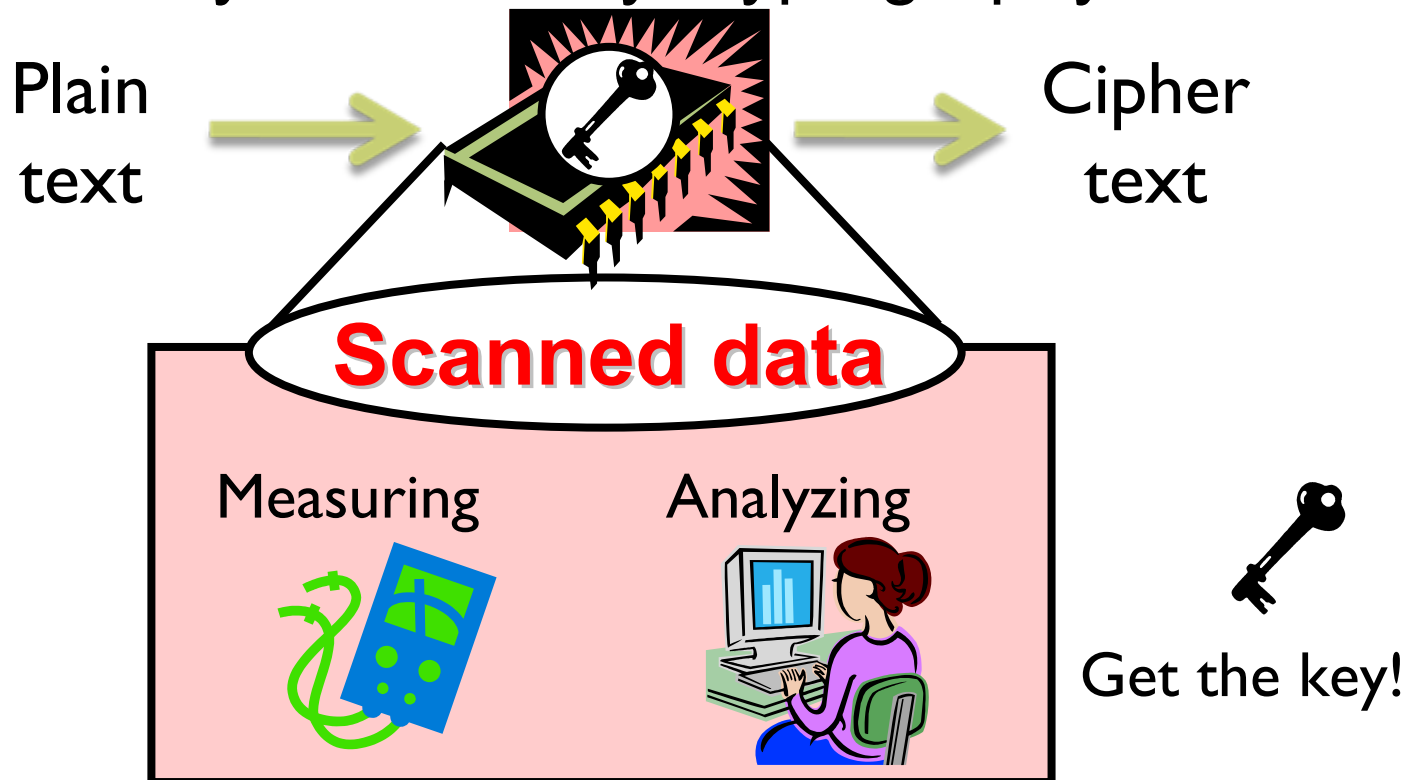 Plain
text
Cipher
text
Scanned data
Measuring
Analyzing
Get the key!